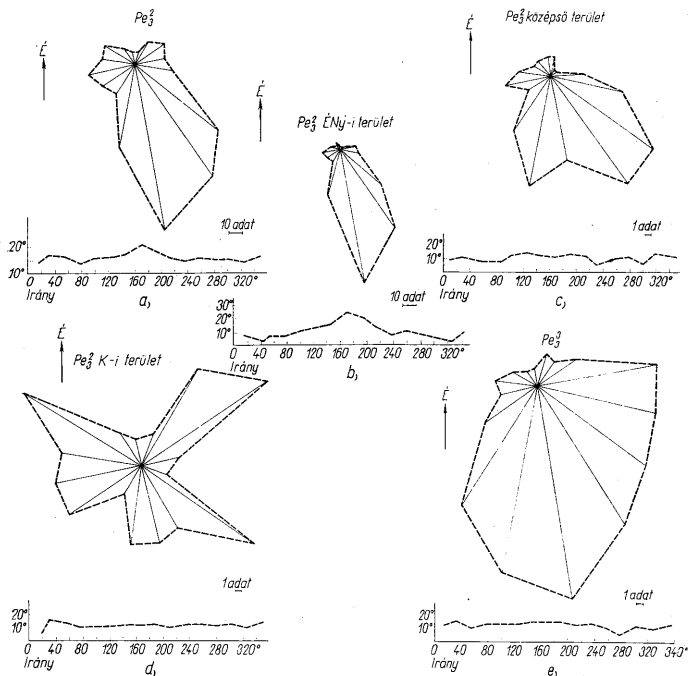 Pe₃²
É
10 adat
20°
10°
0 40 80 120 160 200 240 280 320°
Irány
a,
É
Pe₃² ÉNy-i terület
10 adat
30°
20°
10°
0 40 80 120 160 200 240 280 320°
Irány
b,
Pe₃² középső terület
É
1 adat
20°
10°
0 40 80 120 160 200 240 280 320°
Irány
c,
É
Pe₃² K-i terület
1 adat
20°
10°
0 40 80 120 160 200 240 280 320°
Irány
d,
Pe₃³
É
1 adat
20°
10°
0 40 80 120 160 200 240 280 340°
Irány
e,